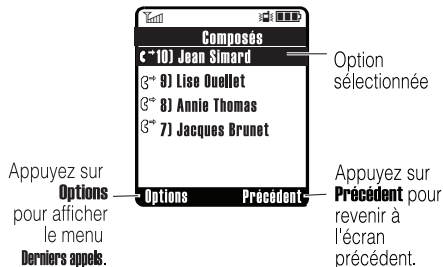 Composés
10) Jean Simard
9) Lise Ouellet
8) Annie Thomas
7) Jacques Brunet
Options
Précédent
Option
sélectionnée
Appuyez sur
Options
pour afficher
le menu
Derniers appels.
Appuyez sur
Précédent pour
revenir à
l'écran
précédent.